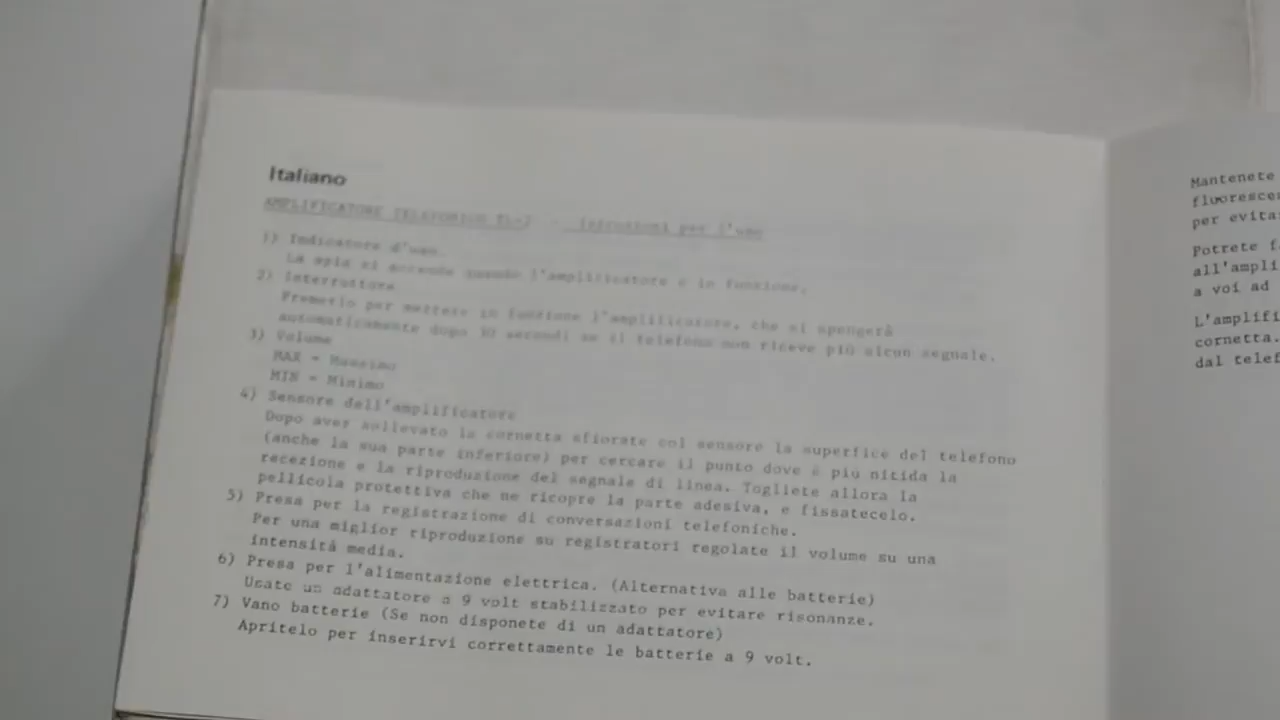 Italiano
AMPLIFICATORE TELEFONICO TL-2 - istruzioni per l'uso
1) Indicatore d'uso.
La spia si accende quando l'amplificatore è in funzione.
2) Interruttore
Premetelo per mettere in funzione l'amplificatore, che si spengerà
automaticamente dopo 30 secondi se il telefono non riceve più alcun segnale.
3) Volume
MAX = Massimo
MIN = Minimo
4) Sensore dell'amplificatore
Dopo aver sollevato la cornetta sfiorate col sensore la superfice del telefono
(anche la sua parte inferiore) per cercare il punto dove è più nitida la
recezione e la riproduzione del segnale di linea. Togliete allora la
pellicola protettiva che ne ricopre la parte adesiva, e fissatecelo.
5) Presa per la registrazione di conversazioni telefoniche.
Per una miglior riproduzione su registratori regolate il volume su una
intensità media.
6) Presa per l'alimentazione elettrica. (Alternativa alle batterie)
Usate un adattatore a 9 volt stabilizzato per evitare risonanze.
7) Vano batterie (Se non disponete di un adattatore)
Apritelo per inserirvi correttamente le batterie a 9 volt.
Mantenete
fluoresce
per evita
Potrete f
all'ampli
a voi ad
L'amplifi
cornetta.
dal telef